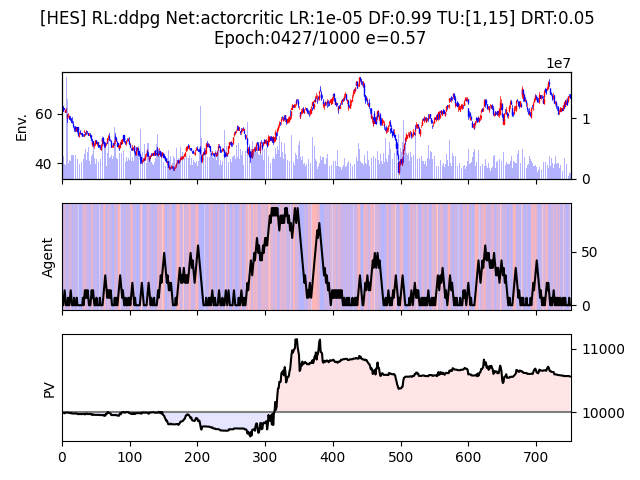 [HES] RL:ddpg Net:actorcritic LR:1e-05 DF:0.99 TU:[1,15] DRT:0.05
Epoch:0427/1000 e=0.57
1e7
Env.
60
40
1
0
Agent
50
0
PV
11000
10000
0 100 200 300 400 500 600 700